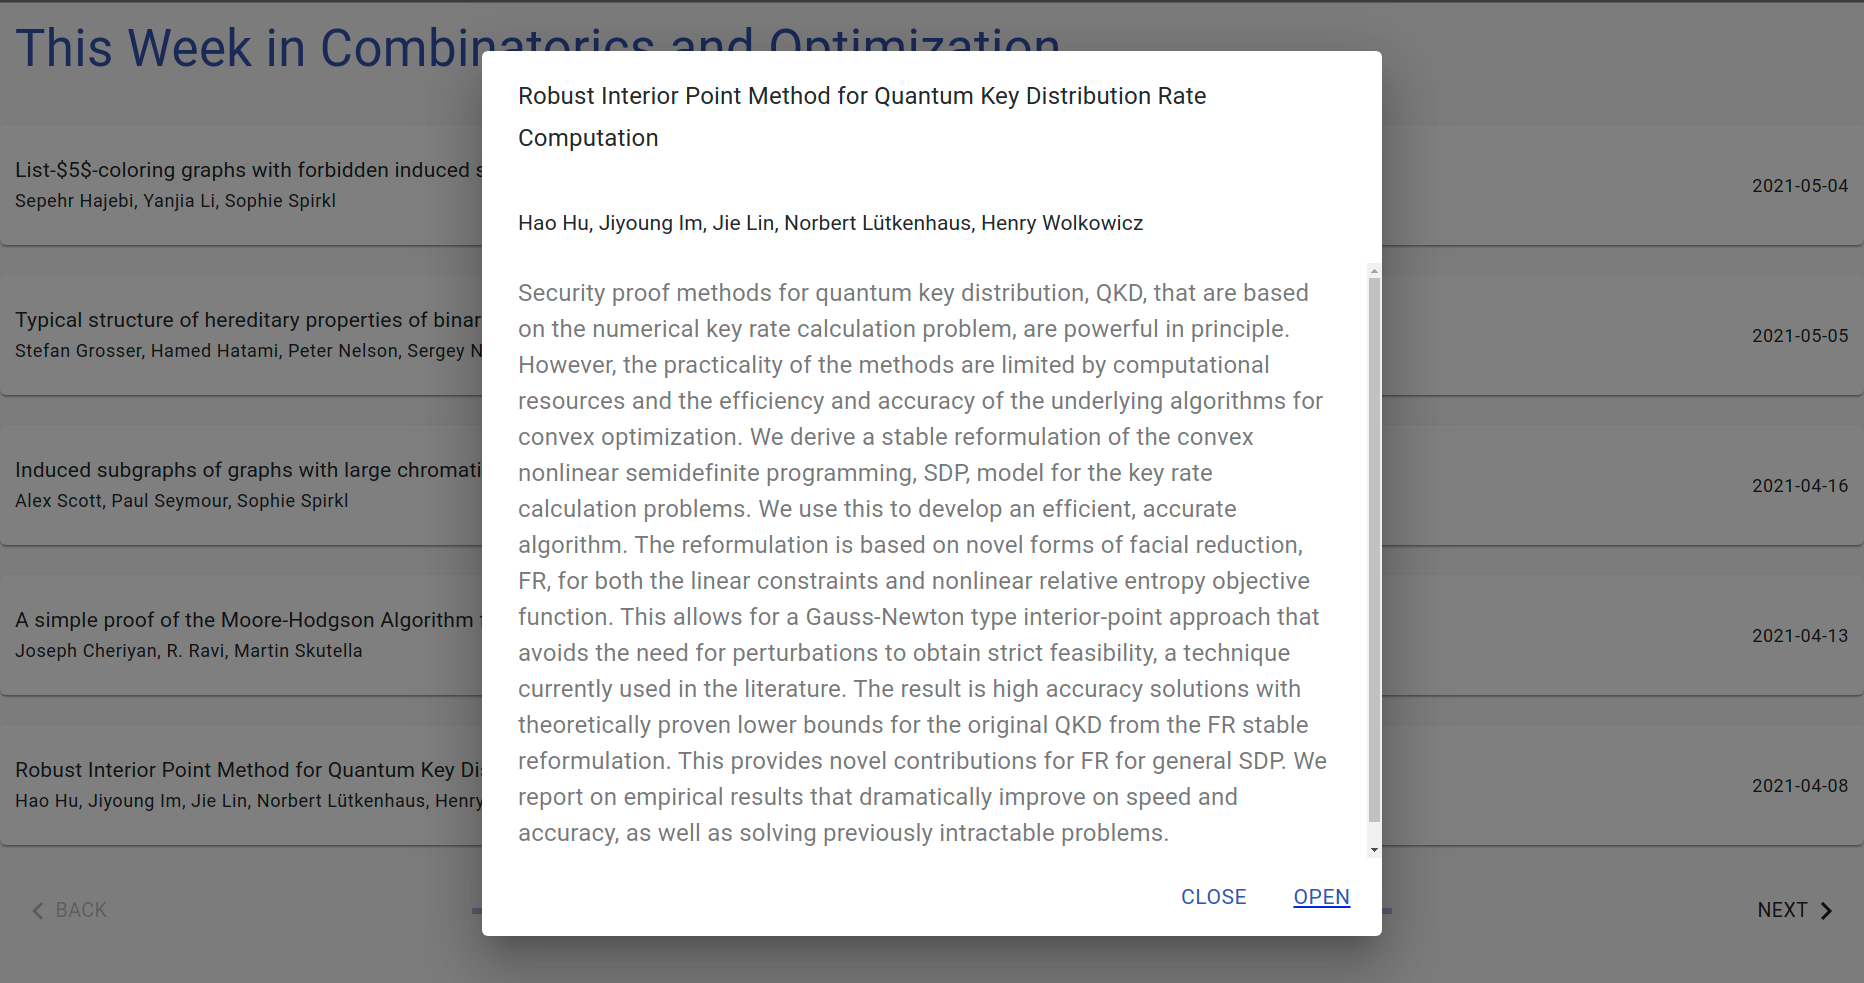 This Week in Combinatorics and Optimization
Robust Interior Point Method for Quantum Key Distribution Rate
Computation
Hao Hu, Jiyoung Im, Jie Lin, Norbert Lütkenhaus, Henry Wolkowicz
Security proof methods for quantum key distribution, QKD, that are based
on the numerical key rate calculation problem, are powerful in principle.
However, the practicality of the methods are limited by computational
resources and the efficiency and accuracy of the underlying algorithms for
convex optimization. We derive a stable reformulation of the convex
nonlinear semidefinite programming, SDP, model for the key rate
calculation problems. We use this to develop an efficient, accurate
algorithm. The reformulation is based on novel forms of facial reduction,
FR, for both the linear constraints and nonlinear relative entropy objective
function. This allows for a Gauss-Newton type interior-point approach that
avoids the need for perturbations to obtain strict feasibility, a technique
currently used in the literature. The result is high accuracy solutions with
theoretically proven lower bounds for the original QKD from the FR stable
reformulation. This provides novel contributions for FR for general SDP. We
report on empirical results that dramatically improve on speed and
accuracy, as well as solving previously intractable problems.
CLOSE OPEN
List-$5$-coloring graphs with forbidden induced
Sepehr Hajebi, Yanjia Li, Sophie Spirkl
2021-05-04
Typical structure of hereditary properties of binar
Stefan Grosser, Hamed Hatami, Peter Nelson, Sergey N
2021-05-05
Induced subgraphs of graphs with large chromati
Alex Scott, Paul Seymour, Sophie Spirkl
2021-04-16
A simple proof of the Moore-Hodgson Algorithm
Joseph Cheriyan, R. Ravi, Martin Skutella
2021-04-13
Robust Interior Point Method for Quantum Key Di
Hao Hu, Jiyoung Im, Jie Lin, Norbert Lütkenhaus, Henry
2021-04-08
BACK
NEXT